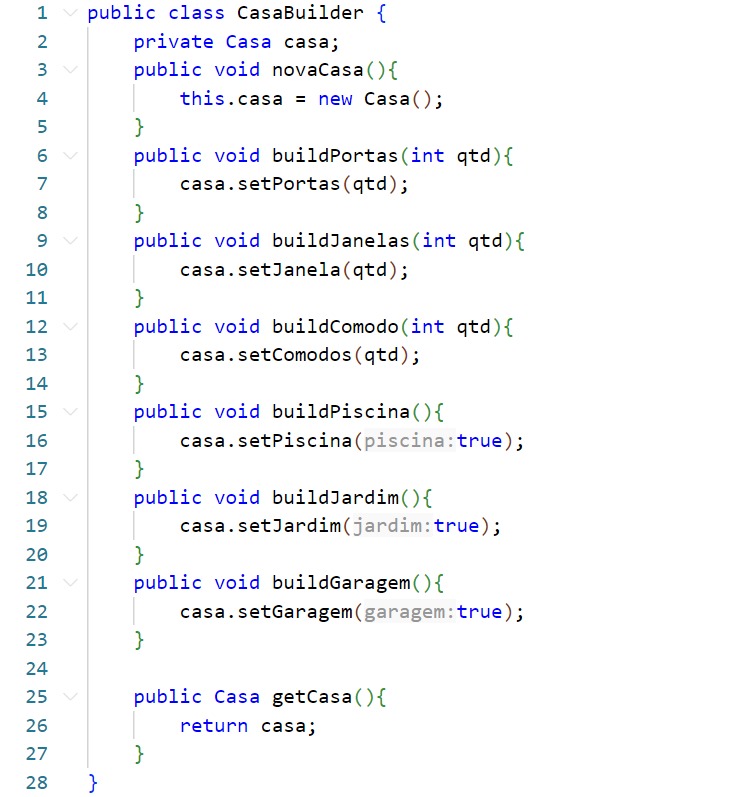 1 public class CasaBuilder {
2 private Casa casa;
3 public void novaCasa(){
4 this.casa = new Casa();
5 }
6 public void buildPortas(int qtd){
7 casa.setPortas(qtd);
8 }
9 public void buildJanelas(int qtd){
10 casa.setJanela(qtd);
11 }
12 public void buildComodo(int qtd){
13 casa.setComodos(qtd);
14 }
15 public void buildPiscina(){
16 casa.setPiscina(piscina:true);
17 }
18 public void buildJardim(){
19 casa.setJardim(jardim:true);
20 }
21 public void buildGaragem(){
22 casa.setGaragem(garagem:true);
23 }
24
25 public Casa getCasa(){
26 return casa;
27 }
28 }